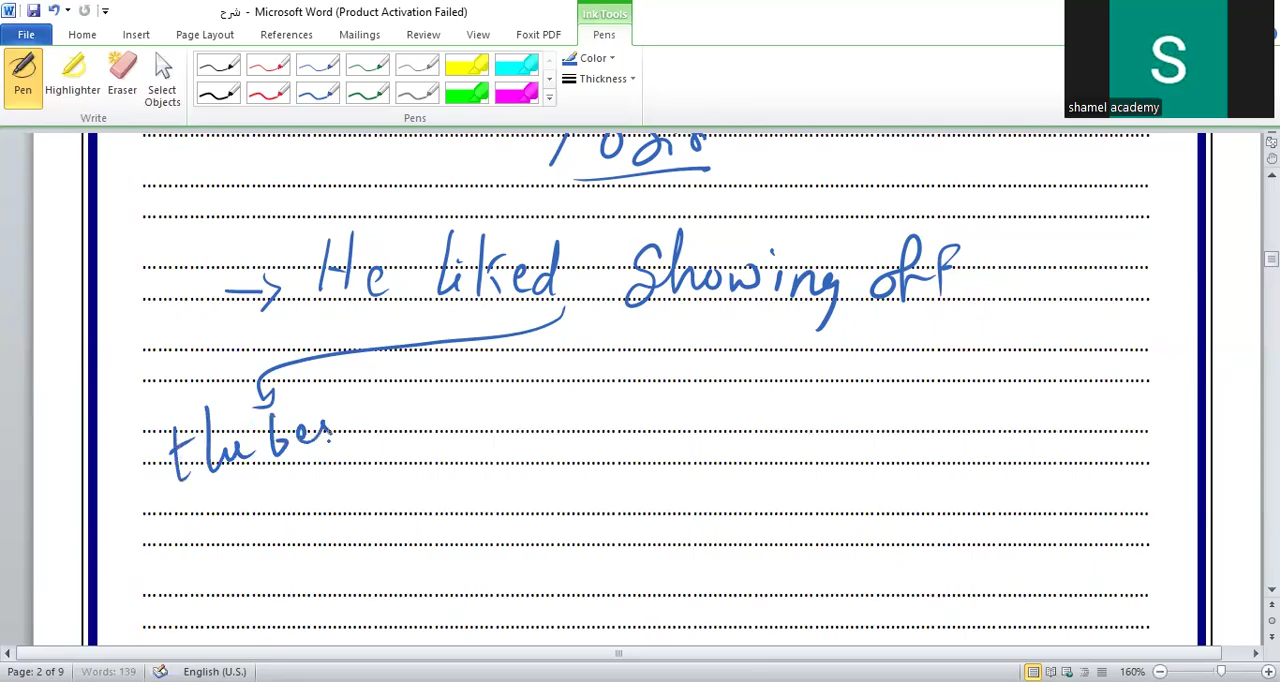 شرح - Microsoft Word (Product Activation Failed)
Ink Tools
File Home Insert Page Layout References Mailings Review View Foxit PDF Pens
Pen Highlighter Eraser Select Objects
Color
Thickness
Write Pens
S
shamel academy
→ He liked showing off
the bes
Page: 2 of 9 Words: 139 English (U.S.) 160%